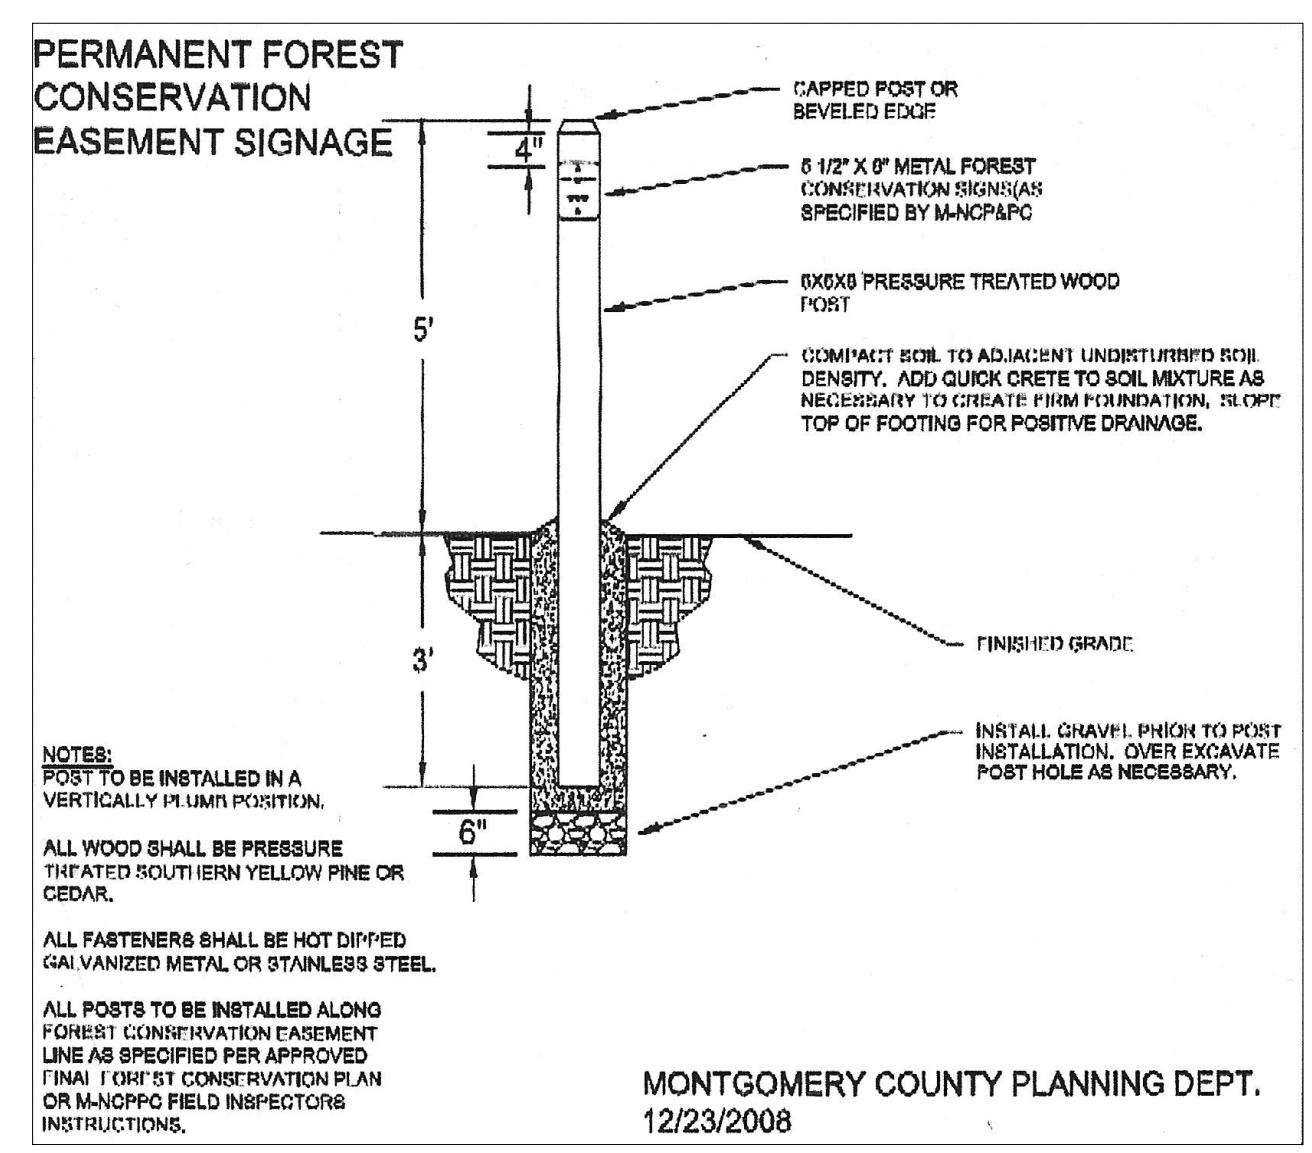 PERMANENT FOREST
CONSERVATION
EASEMENT SIGNAGE
CAPPED POST OR
BEVELED EDGE
4"
5 1/2" X 8" METAL FOREST
CONSERVATION SIGNS(AS
SPECIFIED BY M-NCP&PC
6X6X8 PRESSURE TREATED WOOD
POST
5'
COMPACT SOIL TO ADJACENT UNDISTURBED SOIL
DENSITY. ADD QUICK CRETE TO SOIL MIXTURE AS
NECESSARY TO CREATE FIRM FOUNDATION, SLOPE
TOP OF FOOTING FOR POSITIVE DRAINAGE.
3'
FINISHED GRADE
INSTALL GRAVEL PRIOR TO POST
INSTALLATION. OVER EXCAVATE
POST HOLE AS NECESSARY.
6"
NOTES:
POST TO BE INSTALLED IN A
VERTICALLY PLUMB POSITION.
ALL WOOD SHALL BE PRESSURE
TREATED SOUTHERN YELLOW PINE OR
CEDAR.
ALL FASTENERS SHALL BE HOT DIPPED
GALVANIZED METAL OR STAINLESS STEEL.
ALL POSTS TO BE INSTALLED ALONG
FOREST CONSERVATION EASEMENT
LINE AS SPECIFIED PER APPROVED
FINAL FOREST CONSERVATION PLAN
OR M-NCPPC FIELD INSPECTORS
INSTRUCTIONS.
MONTGOMERY COUNTY PLANNING DEPT.
12/23/2008